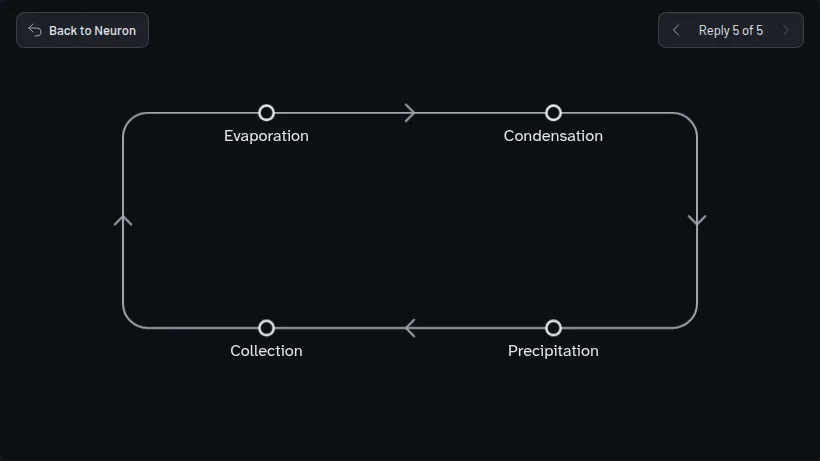 Back to Neuron
Reply 5 of 5
Evaporation
Condensation
Collection
Precipitation